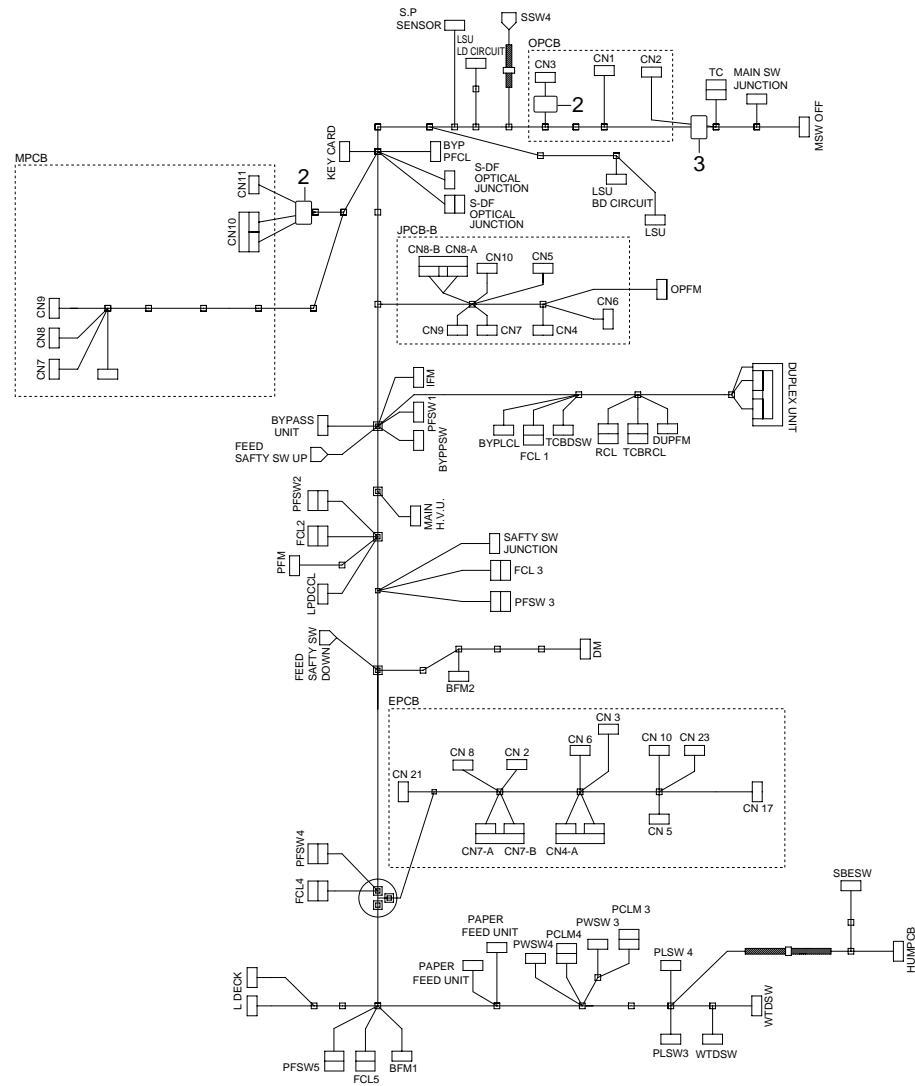 S.P
SENSOR
SSW4
LSU
LD CIRCUIT
OPCB
CN3
CN1
CN2
TC
MAIN SW
JUNCTION
2
3
MSW OFF
MPCB
KEY CARD
BYP
PFCL
S-DF
OPTICAL
JUNCTION
S-DF
OPTICAL
JUNCTION
LSU
BD CIRCUIT
LSU
CN11
2
CN10
JPCB-B
CN8-B
CN8-A
CN10
CN5
OPFM
CN6
CN9
CN7
CN4
CN9
CN8
CN7
IFM
PFSW1
BYPPSW
BYPASS
UNIT
FEED
SAFTY SW UP
BYPLCL
FCL 1
TCBDSW
RCL
TCBRCL
DUPFM
DUPLEX UNIT
PFSW2
MAIN
H.V.U.
FCL2
PFM
LPDCCL
SAFTY SW
JUNCTION
FCL 3
PFSW 3
FEED
SAFTY SW
DOWN
BFM2
DM
EPCB
CN 21
CN 8
CN 2
CN 6
CN 3
CN 10
CN 23
CN 17
CN7-A
CN7-B
CN4-A
CN 5
PFSW4
FCL4
SBESW
HUMPCB
PAPER
FEED UNIT
PAPER
FEED UNIT
PWSW4
PCLM4
PWSW 3
PCLM 3
PLSW 4
L DECK
WTDSW
PLSW3
WTDSW
PFSW5
FCL5
BFM1